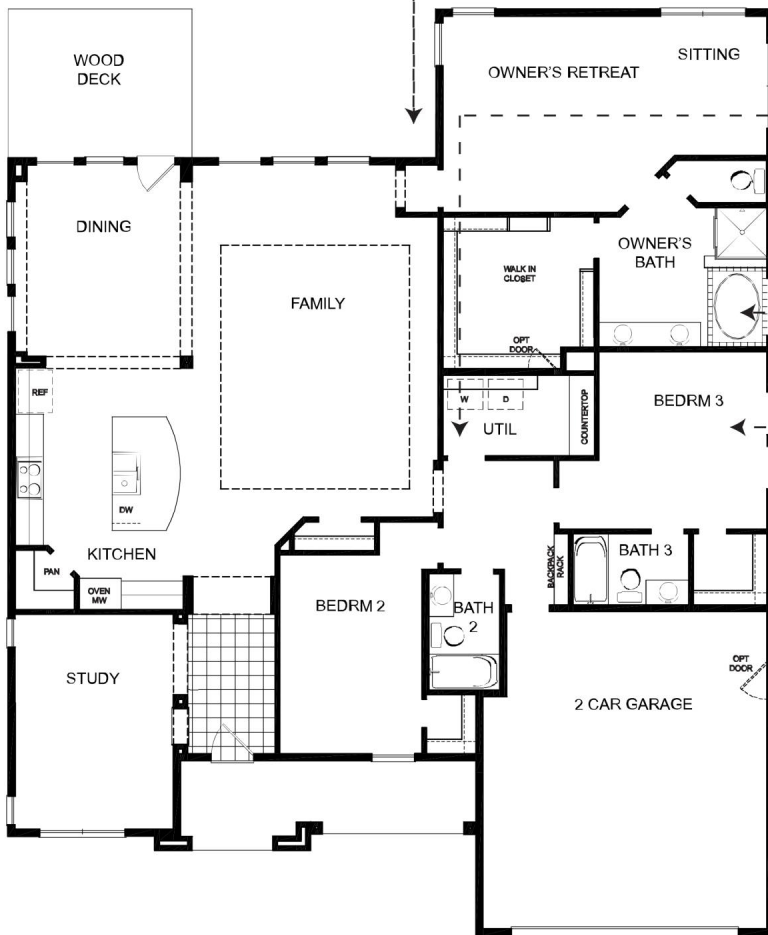 WOOD
DECK
SITTING
OWNER'S RETREAT
DINING
OWNER'S
BATH
WALK IN
CLOSET
FAMILY
OPT
DOOR
REF
W
D
COUNTERTOP
BEDRM 3
UTIL
DW
KITCHEN
BACKPACK
RACK
BATH 3
PAN
OVEN
MW
BEDRM 2
BATH
2
STUDY
OPT
DOOR
2 CAR GARAGE